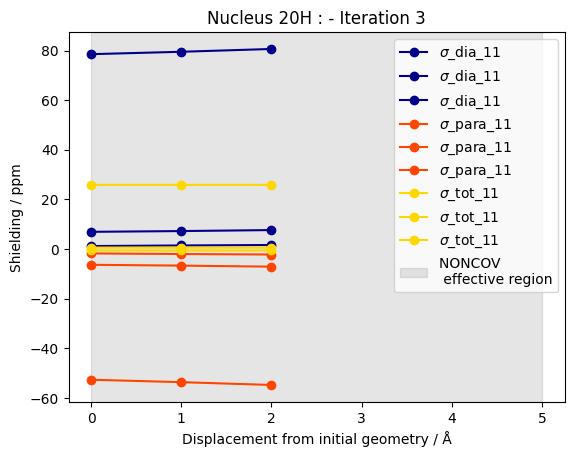 Nucleus 20H : - Iteration 3
Shielding / ppm
80
60
40
20
0
−20
−40
−60
σ_dia_11
σ_dia_11
σ_dia_11
σ_para_11
σ_para_11
σ_para_11
σ_tot_11
σ_tot_11
σ_tot_11
NONCOV
effective region
0 1 2 3 4 5
Displacement from initial geometry / Å